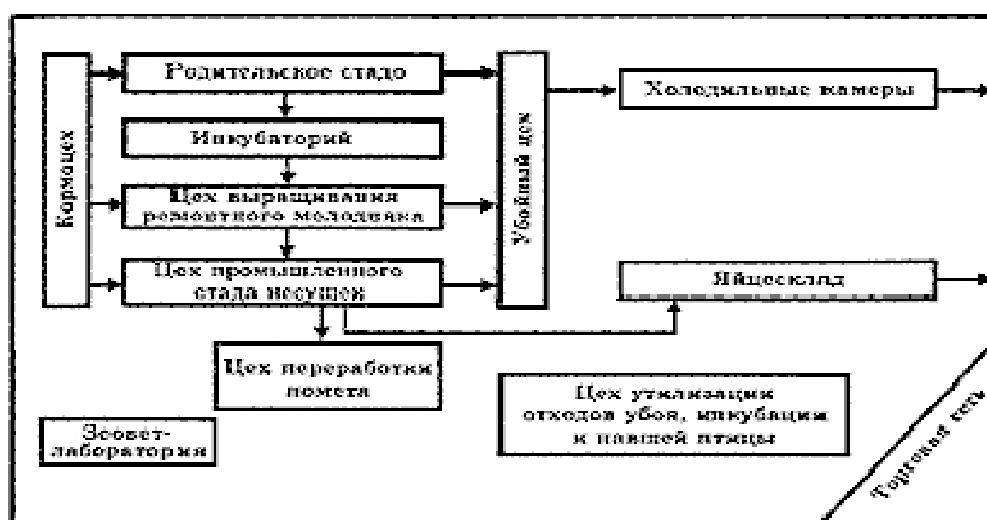 Кормоцех
Родительское стадо
Инкубаторий
Цех выращивания
ремонтного молодняка
Цех промышленного
стада несушек
Цех переработки
помета
Зоовет-
лаборатория
Убойный цех
Холодильные камеры
Яйцесклад
Цех утилизации
отходов убоя, инкубации
и павшей птицы
Торговая сеть